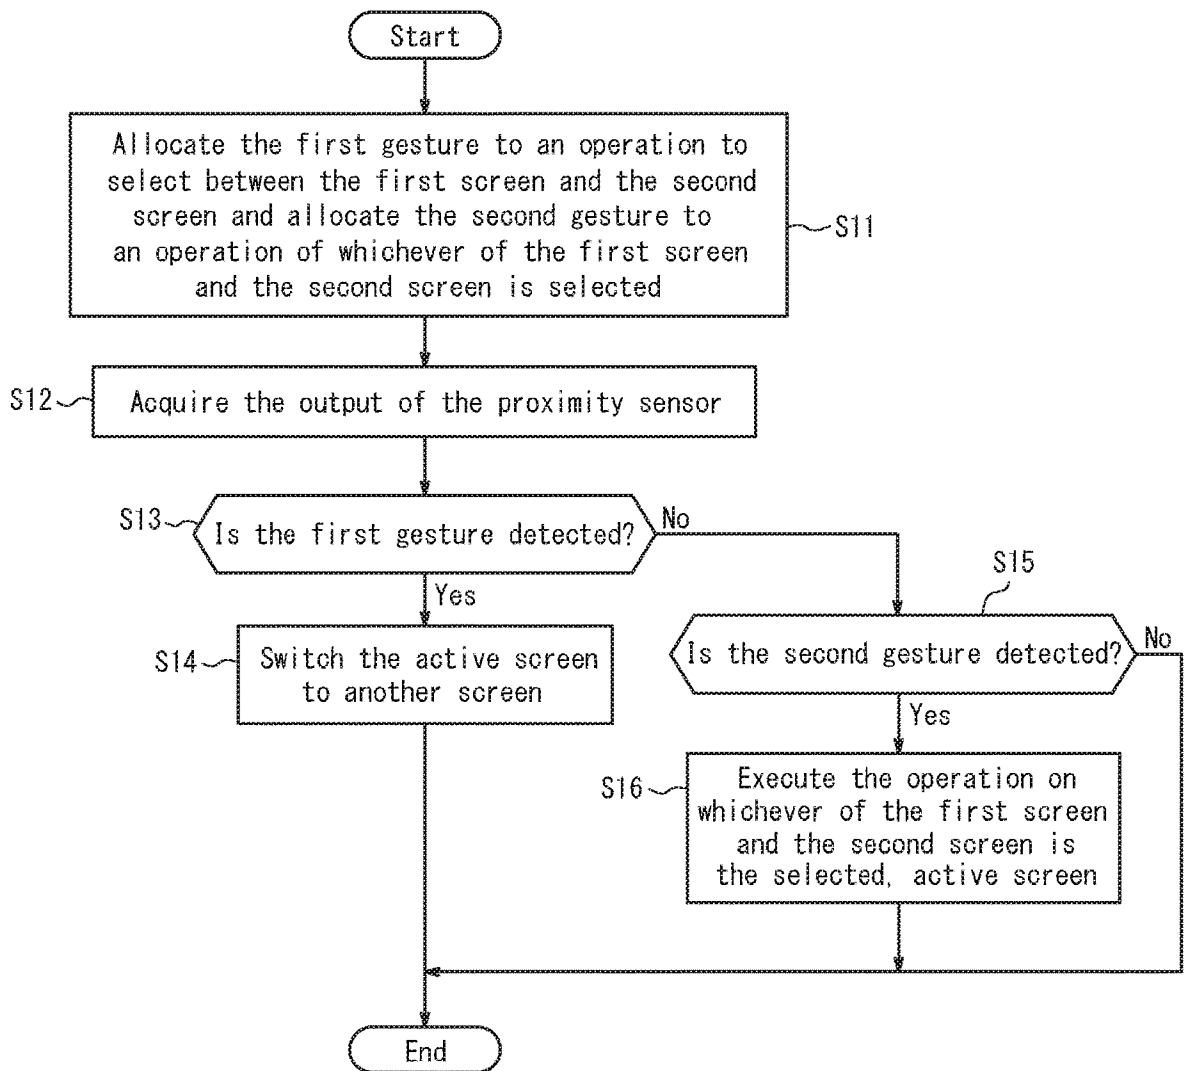 Start
Allocate the first gesture to an operation to
select between the first screen and the second
screen and allocate the second gesture to
an operation of whichever of the first screen
and the second screen is selected
S11
S12
Acquire the output of the proximity sensor
S13
Is the first gesture detected?
No
Yes
S15
S14
Switch the active screen
to another screen
Is the second gesture detected?
No
Yes
S16
Execute the operation on
whichever of the first screen
and the second screen is
the selected, active screen
End